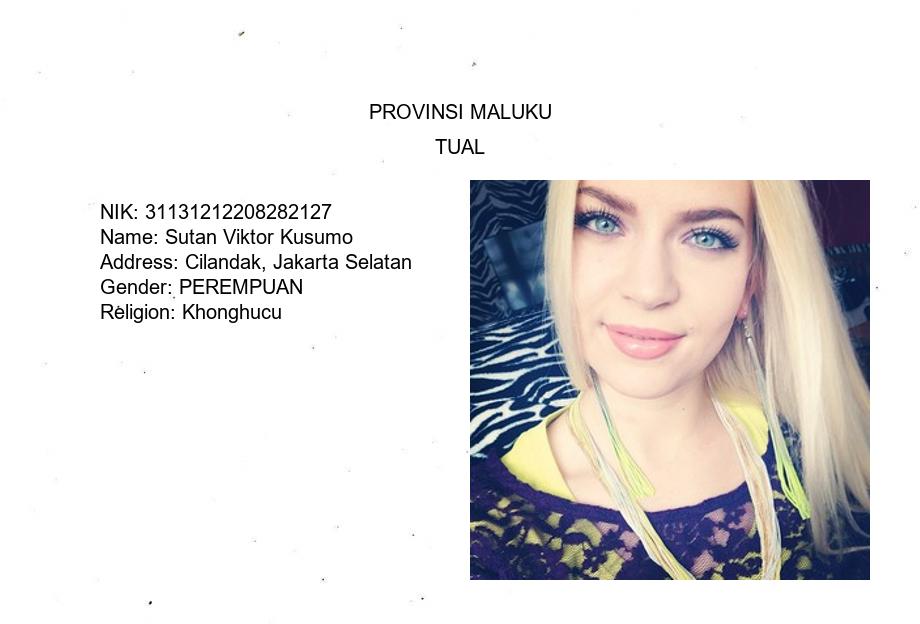 PROVINSI MALUKU
TUAL
NIK: 31131212208282127
Name: Sutan Viktor Kusumo
Address: Cilandak, Jakarta Selatan
Gender: PEREMPUAN
Religion: Khonghucu